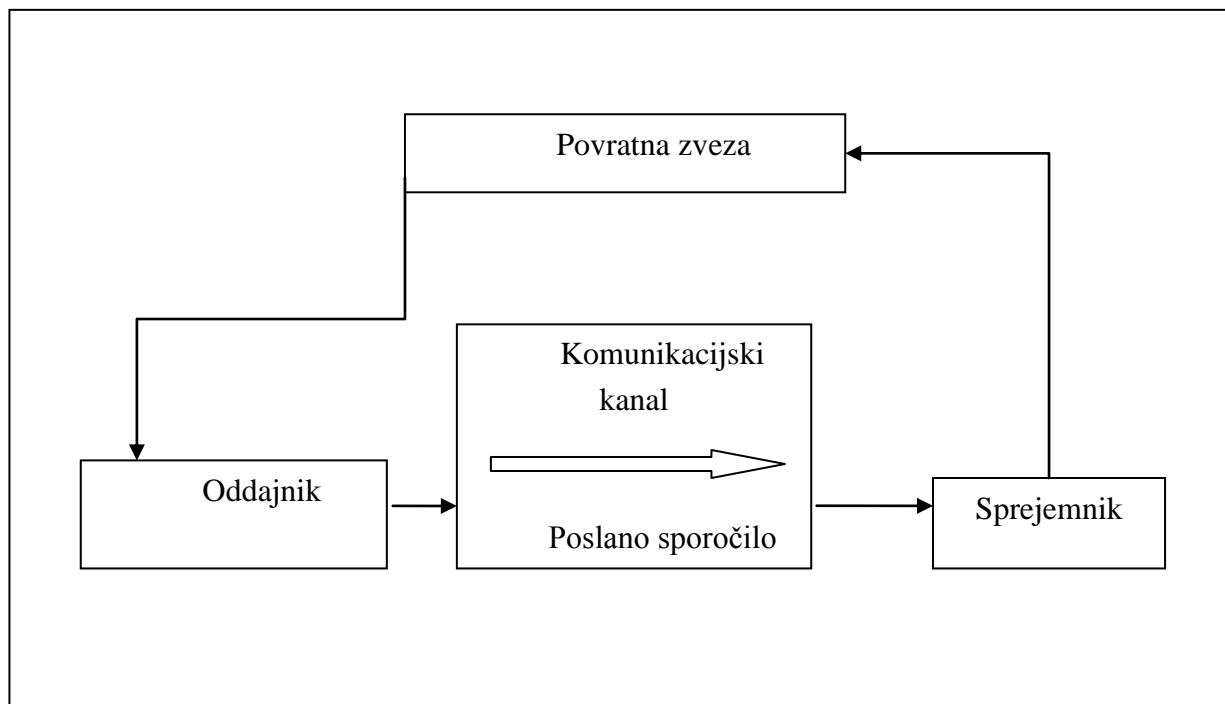 Povratna zveza
Komunikacijski
kanal
Oddajnik
Poslano sporočilo
Sprejemnik